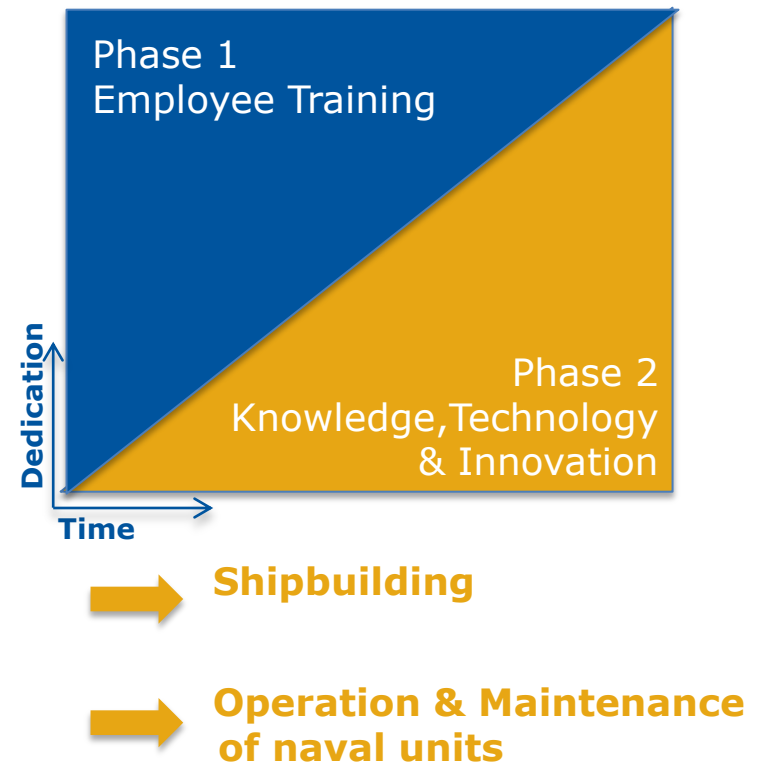 Phase 1
Employee Training
Dedication
Phase 2
Knowledge,Technology
& Innovation
Time
Shipbuilding
Operation & Maintenance
of naval units